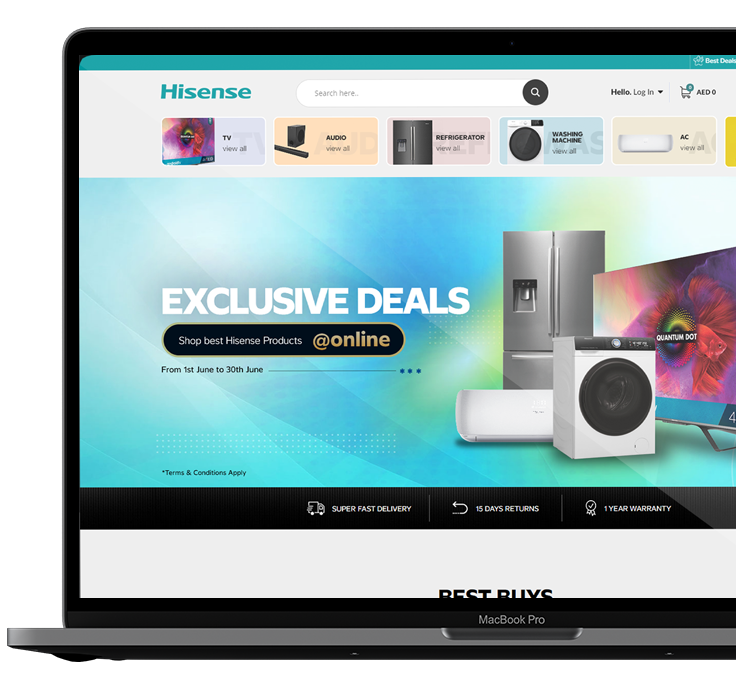 Best Deals
Hisense
Search here..
Hello. Log In
0
AED 0
TV
view all
AUDIO
view all
REFRIGERATOR
view all
WASHING
MACHINE
view all
AC
view all
EXCLUSIVE DEALS
Shop best Hisense Products @online
From 1st June to 30th June
QUANTUM DOT
4
*Terms & Conditions Apply
SUPER FAST DELIVERY
15 DAYS RETURNS
1 YEAR WARRANTY
BEST BUYS
MacBook Pro